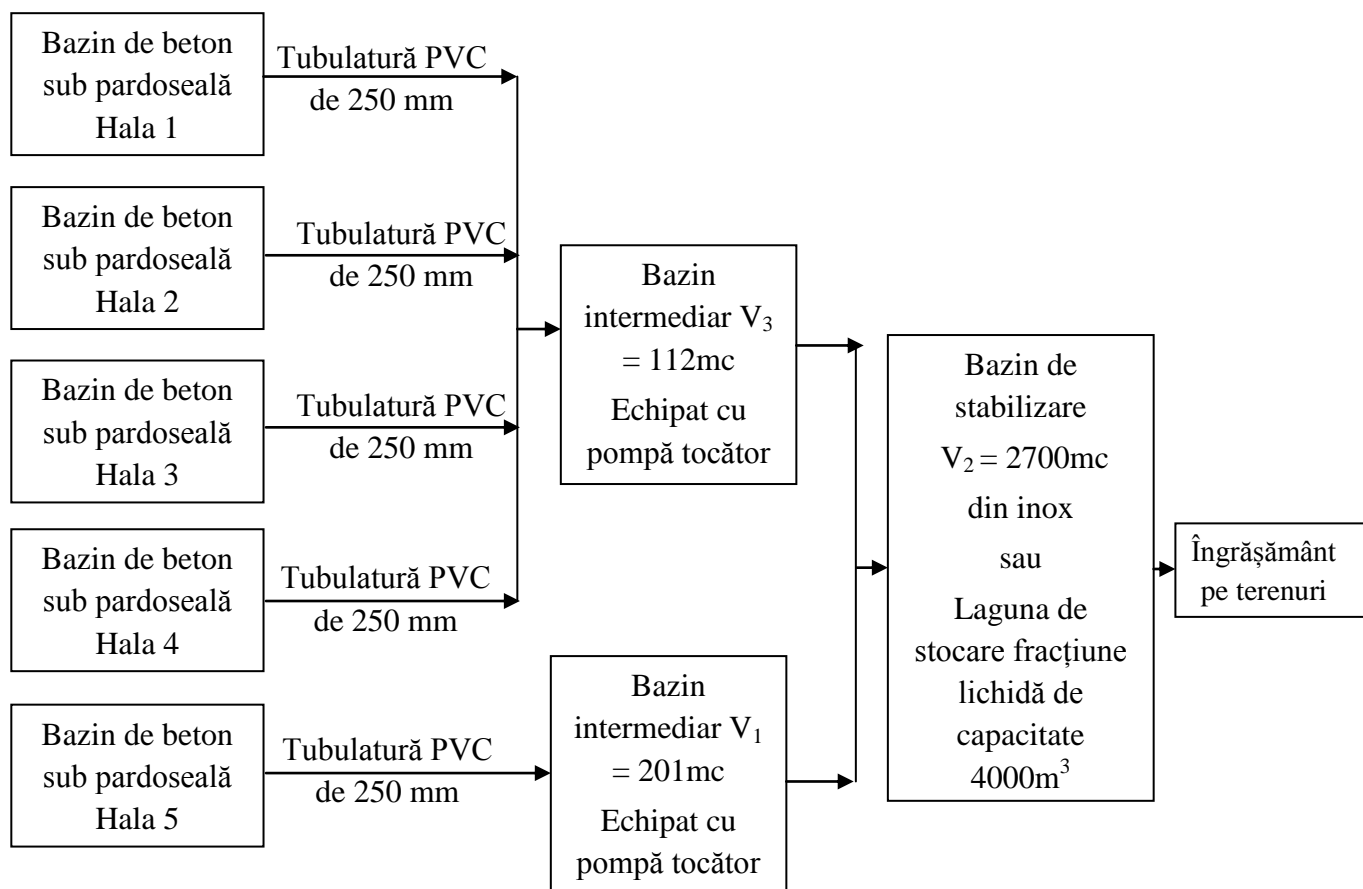 Bazin de beton
sub pardoseală
Hala 1
Tubulatură PVC
de 250 mm
Bazin de beton
sub pardoseală
Hala 2
Tubulatură PVC
de 250 mm
Bazin de beton
sub pardoseală
Hala 3
Tubulatură PVC
de 250 mm
Bazin de beton
sub pardoseală
Hala 4
Tubulatură PVC
de 250 mm
Bazin de beton
sub pardoseală
Hala 5
Tubulatură PVC
de 250 mm
Bazin
intermediar V₃
= 112mc
Echipat cu
pompă tocător
Bazin
intermediar V₁
= 201mc
Echipat cu
pompă tocător
Bazin de
stabilizare
V₂ = 2700mc
din inox
sau
Laguna de
stocare fracțiune
lichidă de
capacitate
4000m³
Îngrășământ
pe terenuri